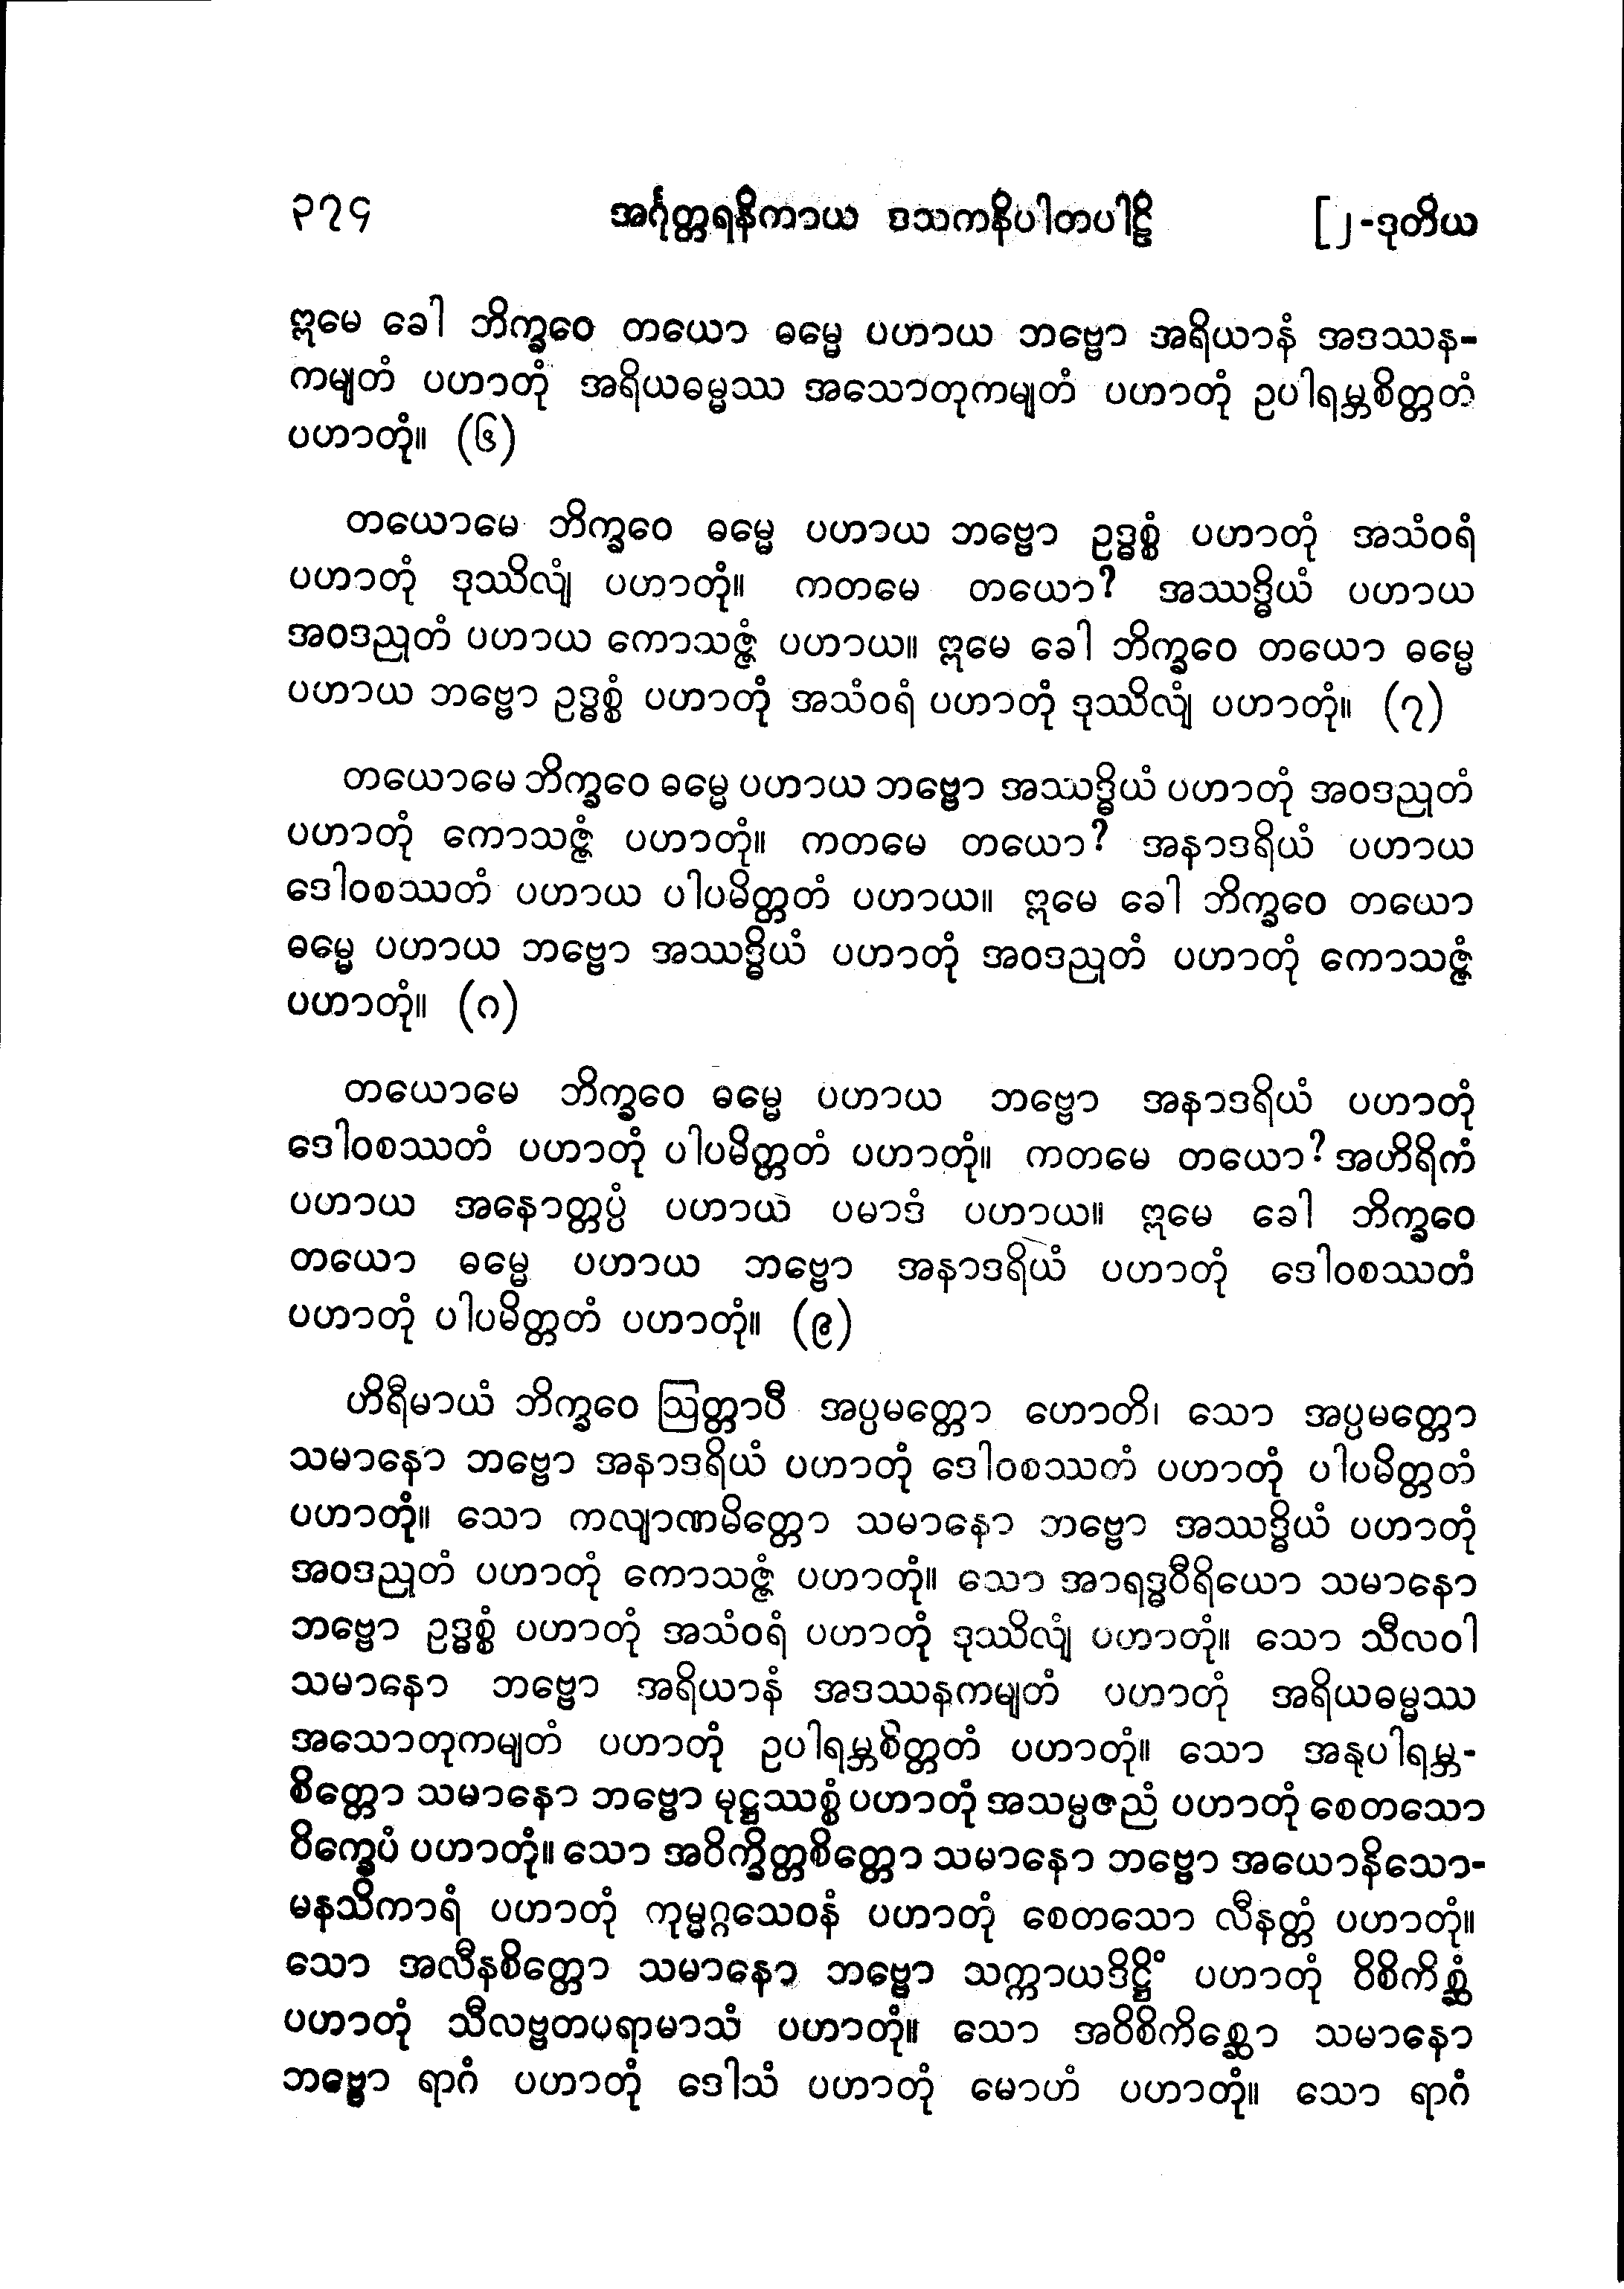 ၃၇၄ အင်္ဂုတ္တရနိကာယ ဒသကနိပါတပါဠိ [၂-ဒုတိယ
ဣမေ ခေါ ဘိက္ခဝေ တယော ဓမ္မေ ပဟာယ ဘဗ္ဗော အရိယာနံ အဒဿန-
ကမျတံ ပဟာတုံ အရိယဓမ္မဿ အသောတုကမျတံ ပဟာတုံ ဥပါရမ္ဘစိတ္တတံ
ပဟာတုံ။ (၆)
တယောမေ ဘိက္ခဝေ ဓမ္မေ ပဟာယ ဘဗ္ဗော ဥဒ္ဓစ္စံ ပဟာတုံ အသံဝရံ
ပဟာတုံ ဒုဿိလျံ ပဟာတုံ။ ကတမေ တယော? အဿဒ္ဓိယံ ပဟာယ
အဝဒညုတံ ပဟာယ ကောသဇ္ဇံ ပဟာယ။ ဣမေ ခေါ ဘိက္ခဝေ တယော ဓမ္မေ
ပဟာယ ဘဗ္ဗော ဥဒ္ဓစ္စံ ပဟာတုံ အသံဝရံ ပဟာတုံ ဒုဿိလျံ ပဟာတုံ။ (၇)
တယောမေ ဘိက္ခဝေ ဓမ္မေ ပဟာယ ဘဗ္ဗော အဿဒ္ဓိယံ ပဟာတုံ အဝဒညုတံ
ပဟာတုံ ကောသဇ္ဇံ ပဟာတုံ။ ကတမေ တယော? အနာဒရိယံ ပဟာယ
ဒေါဝစဿတံ ပဟာယ ပါပမိတ္တတံ ပဟာယ။ ဣမေ ခေါ ဘိက္ခဝေ တယော
ဓမ္မေ ပဟာယ ဘဗ္ဗော အဿဒ္ဓိယံ ပဟာတုံ အဝဒညုတံ ပဟာတုံ ကောသဇ္ဇံ
ပဟာတုံ။ (ဂ)
တယောမေ ဘိက္ခဝေ ဓမ္မေ ပဟာယ ဘဗ္ဗော အနာဒရိယံ ပဟာတုံ
ဒေါဝစဿတံ ပဟာတုံ ပါပမိတ္တတံ ပဟာတုံ။ ကတမေ တယော? အဟိရိကံ
ပဟာယ အနောတ္တပ္ပံ ပဟာယ ပမာဒံ ပဟာယ။ ဣမေ ခေါ ဘိက္ခဝေ
တယော ဓမ္မေ ပဟာယ ဘဗ္ဗော အနာဒရိယံ ပဟာတုံ ဒေါဝစဿတံ
ပဟာတုံ ပါပမိတ္တတံ ပဟာတုံ။ (၉)
ဟိရီမာယံ ဘိက္ခဝေ ဩတ္တာပီ အပ္ပမတ္တော ဟောတိ၊ သော အပ္ပမတ္တော
သမာနော ဘဗ္ဗော အနာဒရိယံ ပဟာတုံ ဒေါဝစဿတံ ပဟာတုံ ပါပမိတ္တတံ
ပဟာတုံ။ သော ကလျာဏမိတ္တော သမာနော ဘဗ္ဗော အဿဒ္ဓိယံ ပဟာတုံ
အဝဒညုတံ ပဟာတုံ ကောသဇ္ဇံ ပဟာတုံ။ သော အာရဒ္ဓဝီရိယော သမာနော
ဘဗ္ဗော ဥဒ္ဓစ္စံ ပဟာတုံ အသံဝရံ ပဟာတုံ ဒုဿိလျံ ပဟာတုံ။ သော သီလဝါ
သမာနော ဘဗ္ဗော အရိယာနံ အဒဿနကမျတံ ပဟာတုံ အရိယဓမ္မဿ
အသောတုကမျတံ ပဟာတုံ ဥပါရမ္ဘစိတ္တတံ ပဟာတုံ။ သော အနုပါရမ္ဘ-
စိတ္တော သမာနော ဘဗ္ဗော မုဋ္ဌဿစ္စံ ပဟာတုံ အသမ္ပဇညံ ပဟာတုံ စေတသော
ဝိက္ခေပံ ပဟာတုံ။ သော အဝိက္ခိတ္တစိတ္တော သမာနော ဘဗ္ဗော အယောနိသော-
မနသိကာရံ ပဟာတုံ ကုမ္မဂ္ဂသေဝနံ ပဟာတုံ စေတသော လီနတ္တံ ပဟာတုံ။
သော အလီနစိတ္တော သမာနော ဘဗ္ဗော သက္ကာယဒိဋ္ဌိံ ပဟာတုံ ဝိစိကိစ္ဆံ
ပဟာတုံ သီလဗ္ဗတပရာမာသံ ပဟာတုံ။ သော အဝိစိကိစ္ဆော သမာနော
ဘဗ္ဗော ရာဂံ ပဟာတုံ ဒေါသံ ပဟာတုံ မောဟံ ပဟာတုံ။ သော ရာဂံ